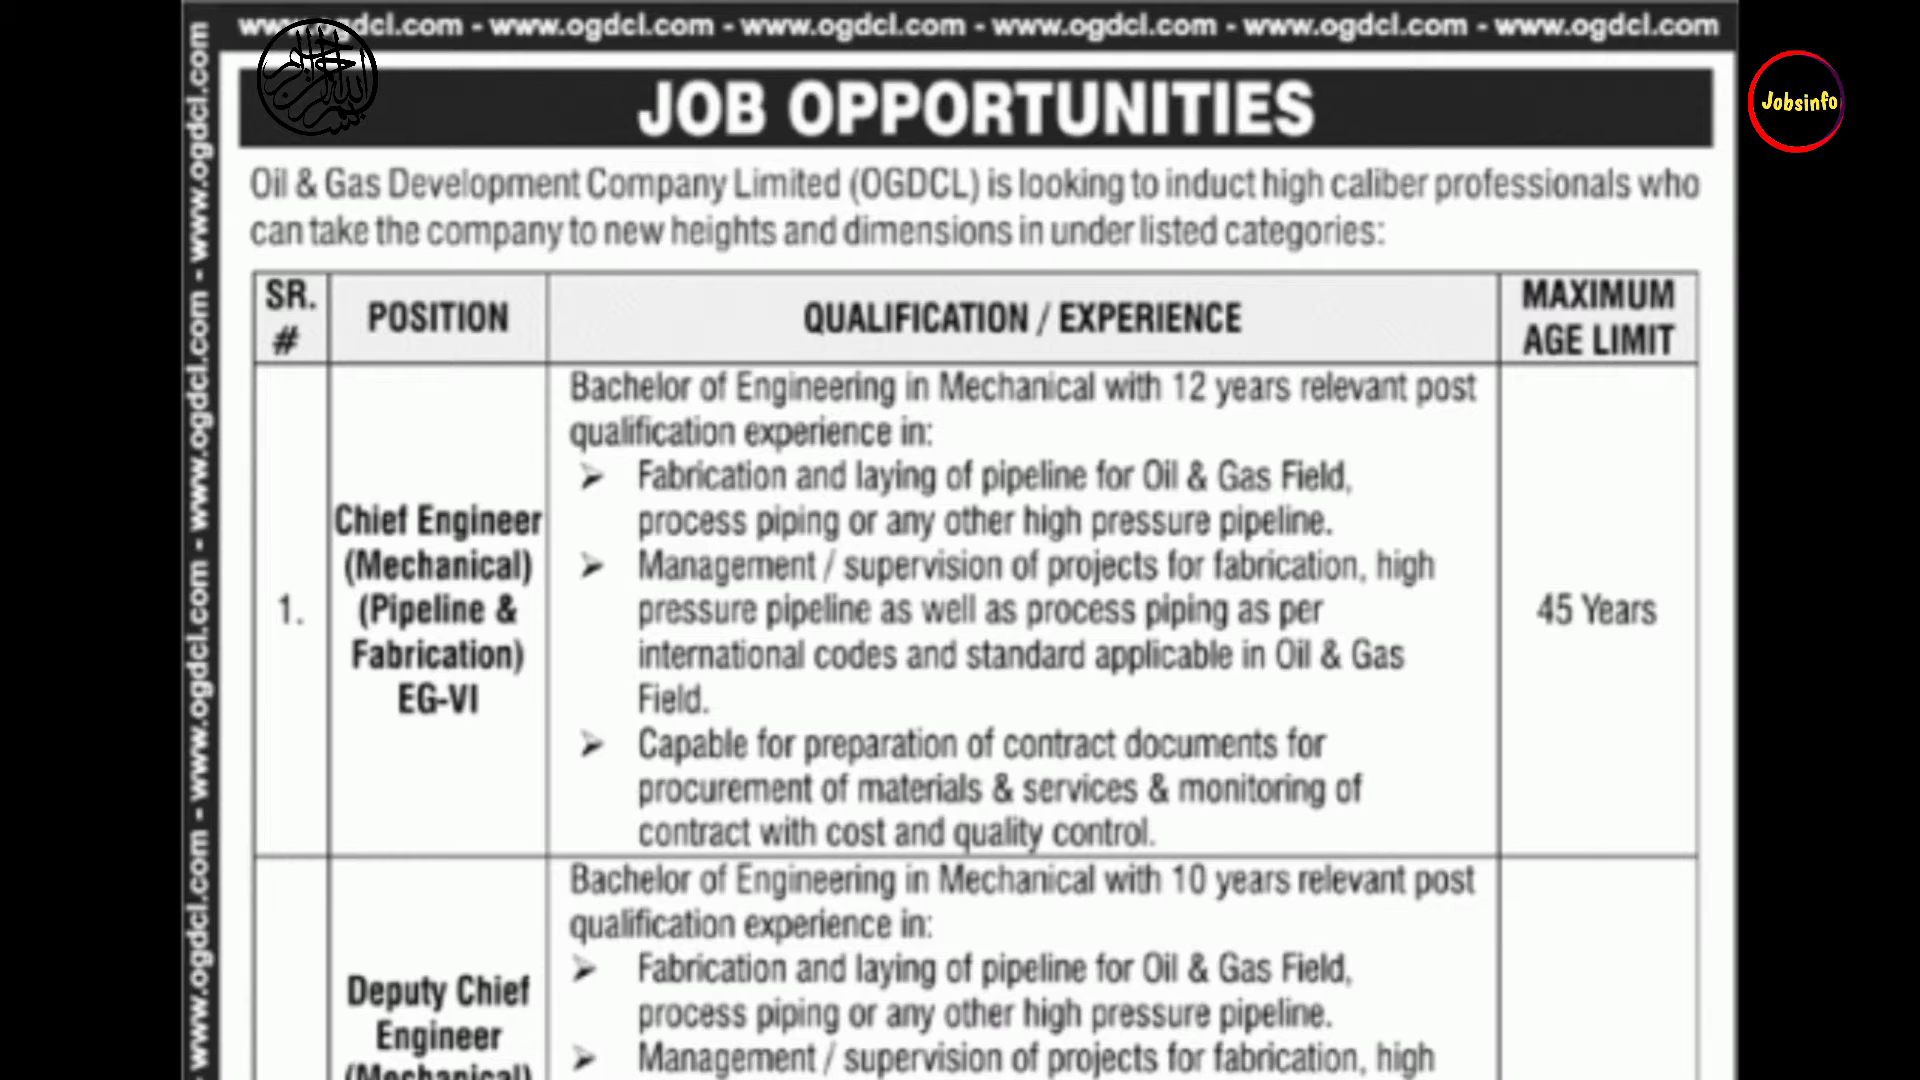 www.ogdcl.com - www.ogdcl.com - www.ogdcl.com - www.ogdcl.com - www.ogdcl.com - www.ogdcl.com
www.ogdcl.com - www.ogdcl.com - www.ogdcl.com - www.ogdcl.com
Jobsinfo
JOB OPPORTUNITIES
Oil & Gas Development Company Limited (OGDCL) is looking to induct high caliber professionals who
can take the company to new heights and dimensions in under listed categories:
SR.
#
POSITION
QUALIFICATION / EXPERIENCE
MAXIMUM
AGE LIMIT
1.
Chief Engineer
(Mechanical)
(Pipeline &
Fabrication)
EG-VI
Bachelor of Engineering in Mechanical with 12 years relevant post
qualification experience in:
➢ Fabrication and laying of pipeline for Oil & Gas Field,
process piping or any other high pressure pipeline.
➢ Management / supervision of projects for fabrication, high
pressure pipeline as well as process piping as per
international codes and standard applicable in Oil & Gas
Field.
➢ Capable for preparation of contract documents for
procurement of materials & services & monitoring of
contract with cost and quality control.
45 Years
Deputy Chief
Engineer
(Mechanical)
Bachelor of Engineering in Mechanical with 10 years relevant post
qualification experience in:
➢ Fabrication and laying of pipeline for Oil & Gas Field,
process piping or any other high pressure pipeline.
➢ Management / supervision of projects for fabrication, high